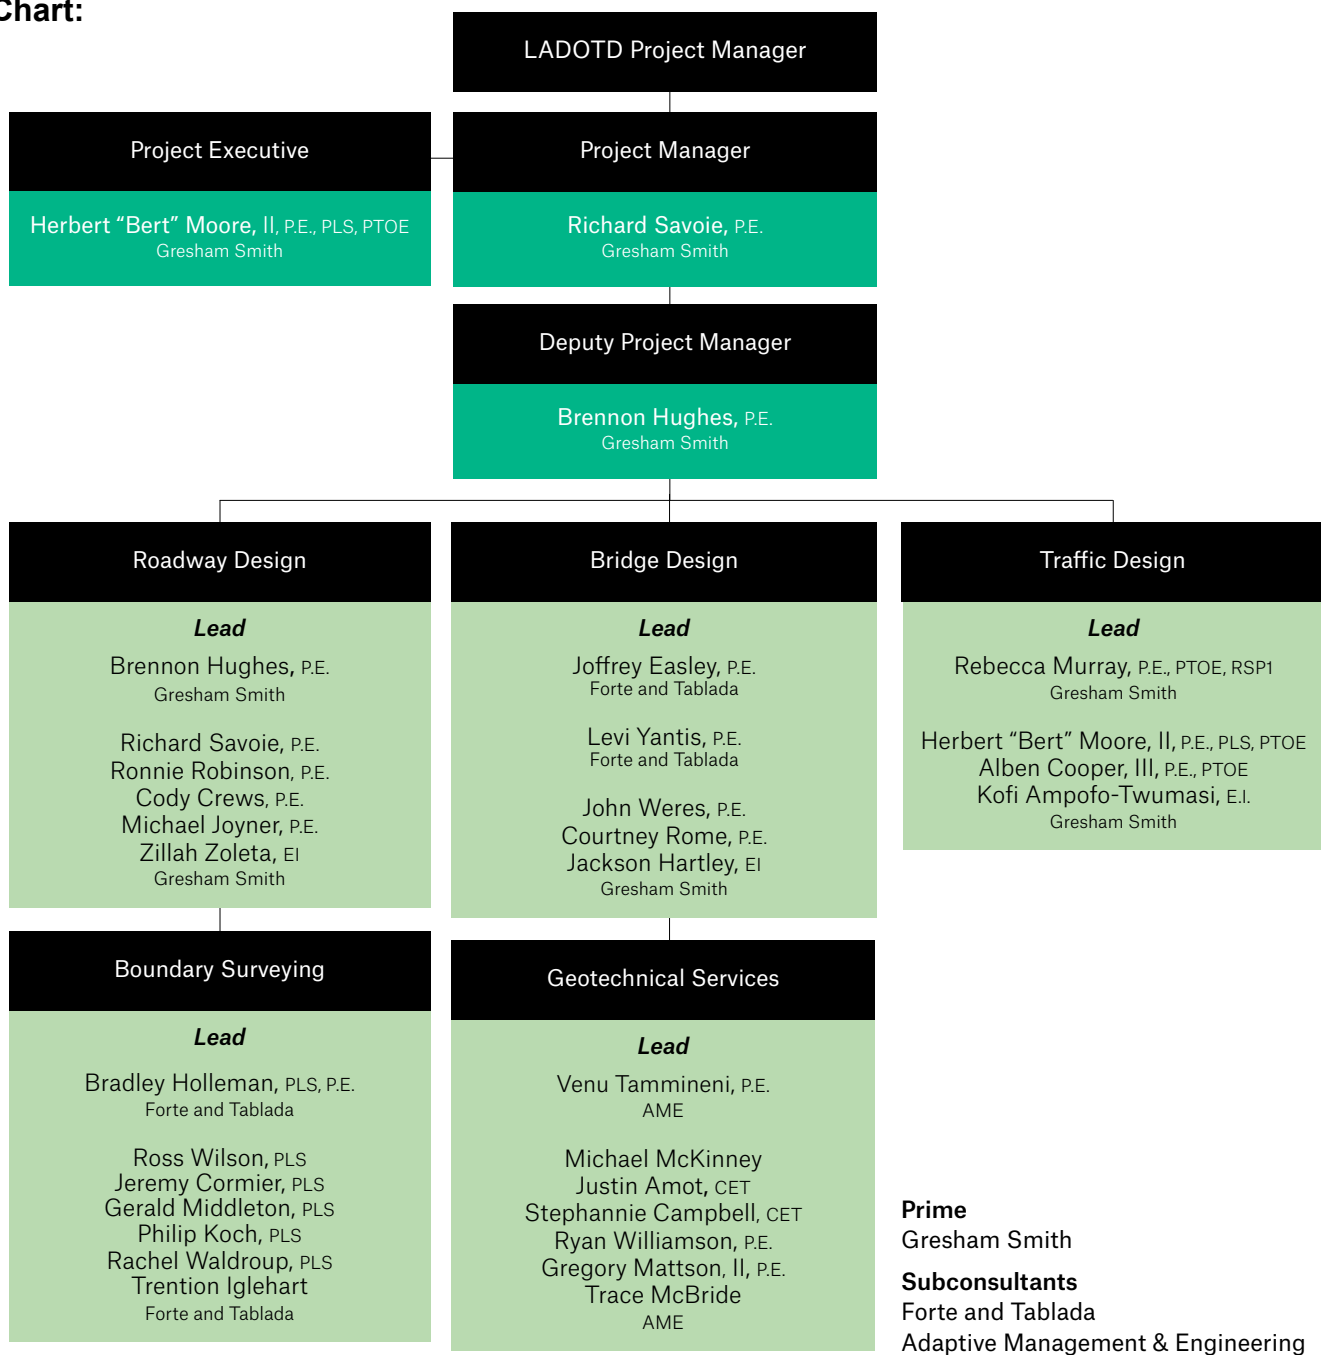 Chart:
LADOTD Project Manager
Project Executive
Herbert “Bert” Moore, II, P.E., PLS, PTOE
Gresham Smith
Project Manager
Richard Savoie, P.E.
Gresham Smith
Deputy Project Manager
Brennon Hughes, P.E.
Gresham Smith
Roadway Design
Lead
Brennon Hughes, P.E.
Gresham Smith
Richard Savoie, P.E.
Ronnie Robinson, P.E.
Cody Crews, P.E.
Michael Joyner, P.E.
Zillah Zoleta, EI
Gresham Smith
Bridge Design
Lead
Joffrey Easley, P.E.
Forte and Tablada
Levi Yantis, P.E.
Forte and Tablada
John Weres, P.E.
Courtney Rome, P.E.
Jackson Hartley, EI
Gresham Smith
Traffic Design
Lead
Rebecca Murray, P.E., PTOE, RSP1
Gresham Smith
Herbert “Bert” Moore, II, P.E., PLS, PTOE
Alben Cooper, III, P.E., PTOE
Kofi Ampofo-Twumasi, E.I.
Gresham Smith
Boundary Surveying
Lead
Bradley Holleman, PLS, P.E.
Forte and Tablada
Ross Wilson, PLS
Jeremy Cormier, PLS
Gerald Middleton, PLS
Philip Koch, PLS
Rachel Waldroup, PLS
Trention Iglehart
Forte and Tablada
Geotechnical Services
Lead
Venu Tammineni, P.E.
AME
Michael McKinney
Justin Amot, CET
Stephannie Campbell, CET
Ryan Williamson, P.E.
Gregory Mattson, II, P.E.
Trace McBride
AME
Prime
Gresham Smith
Subconsultants
Forte and Tablada
Adaptive Management & Engineering